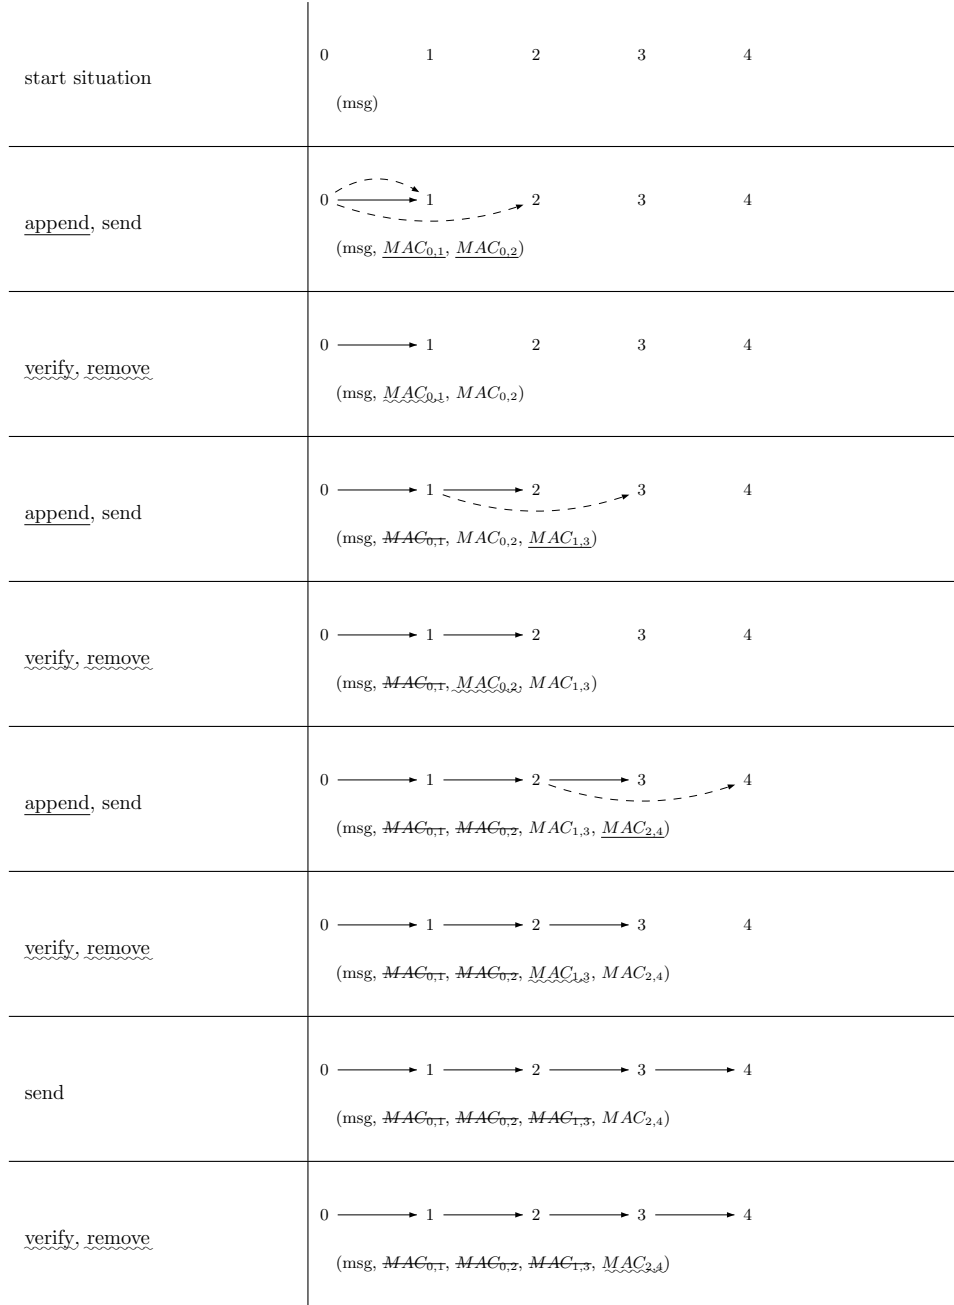 0 1 2 3 4
start situation
(msg)
0 1 2 3 4
append, send
(msg, MAC0,1, MAC0,2)
0 1 2 3 4
verify, remove
(msg, MAC0,1, MAC0,2)
0 1 2 3 4
append, send
(msg, MAC0,1, MAC0,2, MAC1,3)
0 1 2 3 4
verify, remove
(msg, MAC0,1, MAC0,2, MAC1,3)
0 1 2 3 4
append, send
(msg, MAC0,1, MAC0,2, MAC1,3, MAC2,4)
0 1 2 3 4
verify, remove
(msg, MAC0,1, MAC0,2, MAC1,3, MAC2,4)
0 1 2 3 4
send
(msg, MAC0,1, MAC0,2, MAC1,3, MAC2,4)
0 1 2 3 4
verify, remove
(msg, MAC0,1, MAC0,2, MAC1,3, MAC2,4)